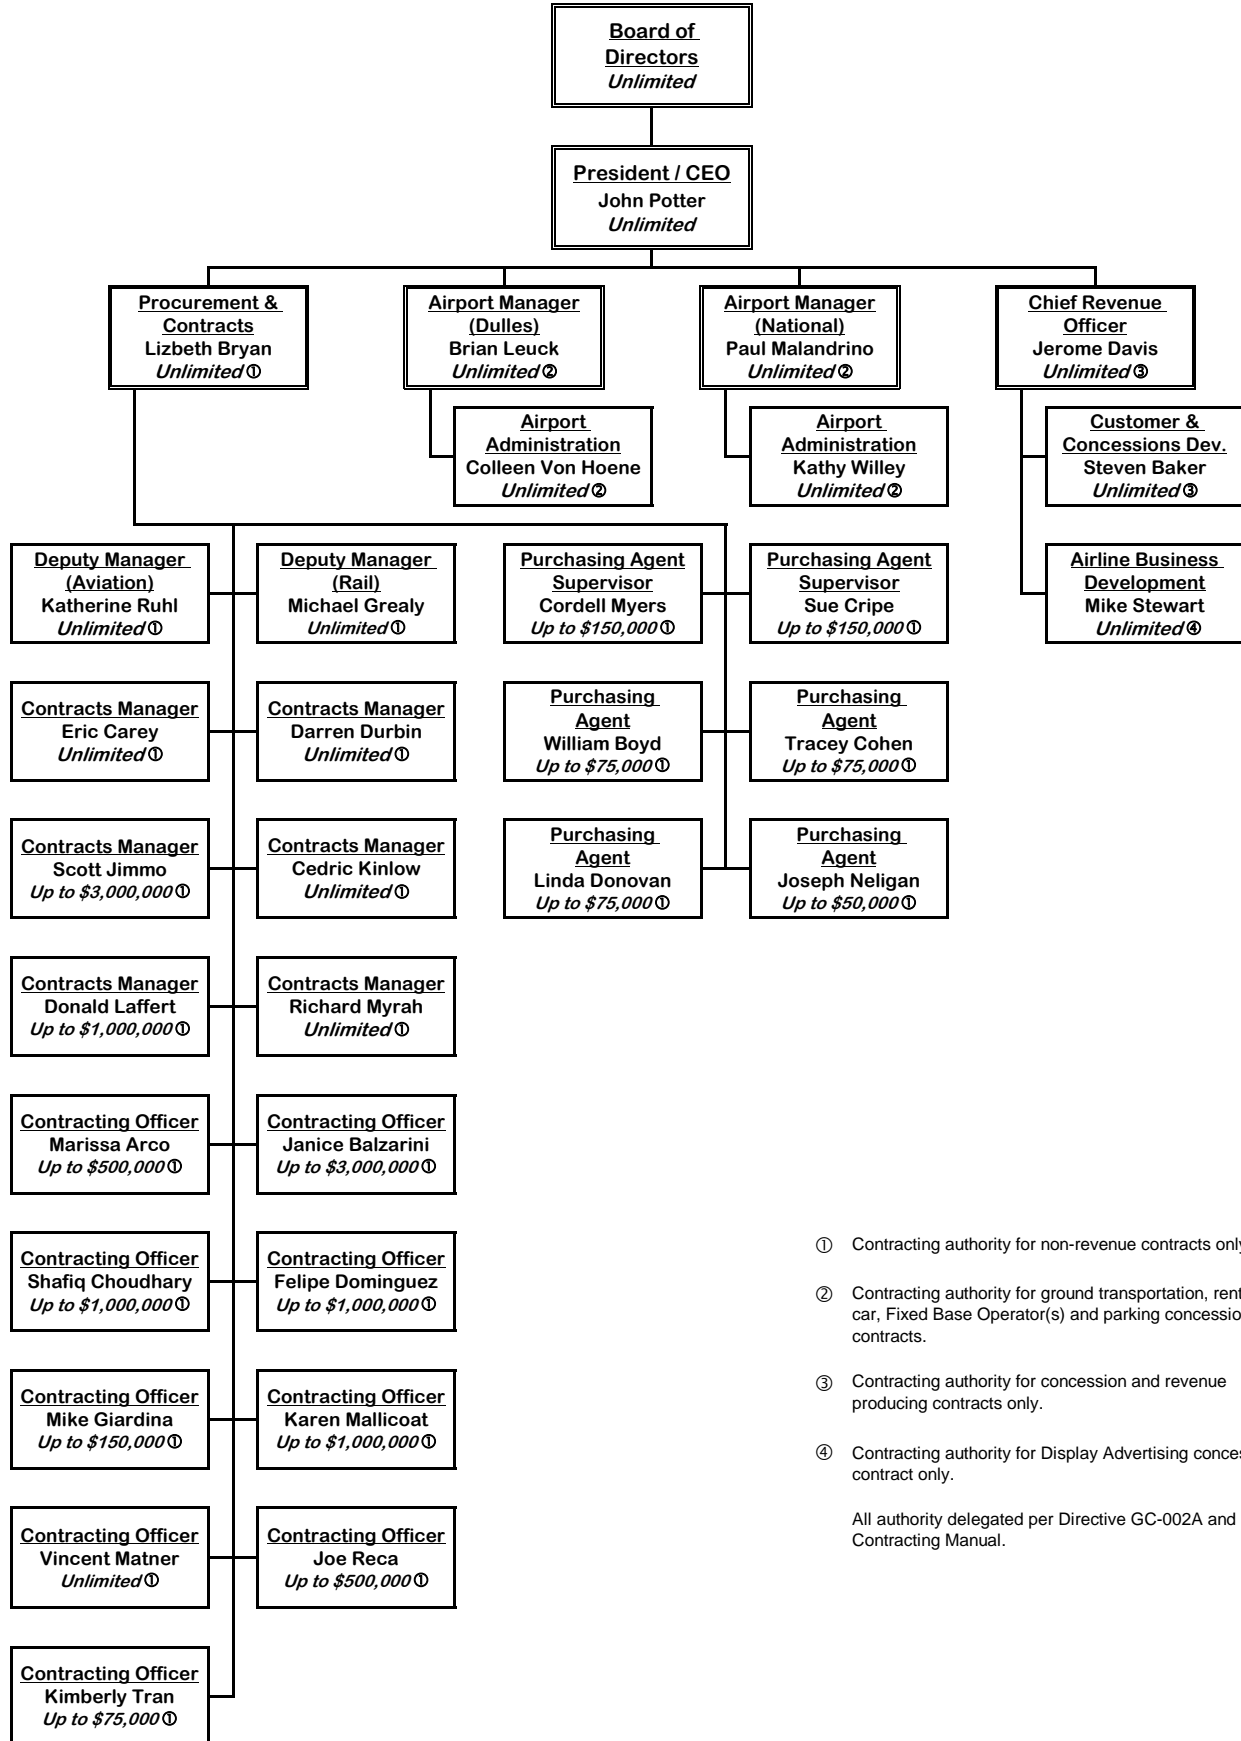 Board of
Directors
Unlimited
President / CEO
John Potter
Unlimited
Procurement &
Contracts
Lizbeth Bryan
Unlimited①
Airport Manager
(Dulles)
Brian Leuck
Unlimited②
Airport Manager
(National)
Paul Malandrino
Unlimited②
Chief Revenue
Officer
Jerome Davis
Unlimited③
Airport
Administration
Colleen Von Hoene
Unlimited②
Airport
Administration
Kathy Willey
Unlimited②
Customer &
Concessions Dev.
Steven Baker
Unlimited③
Deputy Manager
(Aviation)
Katherine Ruhl
Unlimited①
Deputy Manager
(Rail)
Michael Grealy
Unlimited①
Purchasing Agent
Supervisor
Cordell Myers
Up to $150,000①
Purchasing Agent
Supervisor
Sue Cripe
Up to $150,000①
Airline Business
Development
Mike Stewart
Unlimited④
Contracts Manager
Eric Carey
Unlimited①
Contracts Manager
Darren Durbin
Unlimited①
Purchasing
Agent
William Boyd
Up to $75,000①
Purchasing
Agent
Tracey Cohen
Up to $75,000①
Contracts Manager
Scott Jimmo
Up to $3,000,000①
Contracts Manager
Cedric Kinlow
Unlimited①
Purchasing
Agent
Linda Donovan
Up to $75,000①
Purchasing
Agent
Joseph Neligan
Up to $50,000①
Contracts Manager
Donald Laffert
Up to $1,000,000①
Contracts Manager
Richard Myrah
Unlimited①
Contracting Officer
Marissa Arco
Up to $500,000①
Contracting Officer
Janice Balzarini
Up to $3,000,000①
Contracting Officer
Shafiq Choudhary
Up to $1,000,000①
Contracting Officer
Felipe Dominguez
Up to $1,000,000①
Contracting Officer
Mike Giardina
Up to $150,000①
Contracting Officer
Karen Mallicoat
Up to $1,000,000①
Contracting Officer
Vincent Matner
Unlimited①
Contracting Officer
Joe Reca
Up to $500,000①
Contracting Officer
Kimberly Tran
Up to $75,000①
① Contracting authority for non-revenue contracts only
② Contracting authority for ground transportation, rent
car, Fixed Base Operator(s) and parking concessio
contracts.
③ Contracting authority for concession and revenue
producing contracts only.
④ Contracting authority for Display Advertising conces
contract only.
All authority delegated per Directive GC-002A and
Contracting Manual.